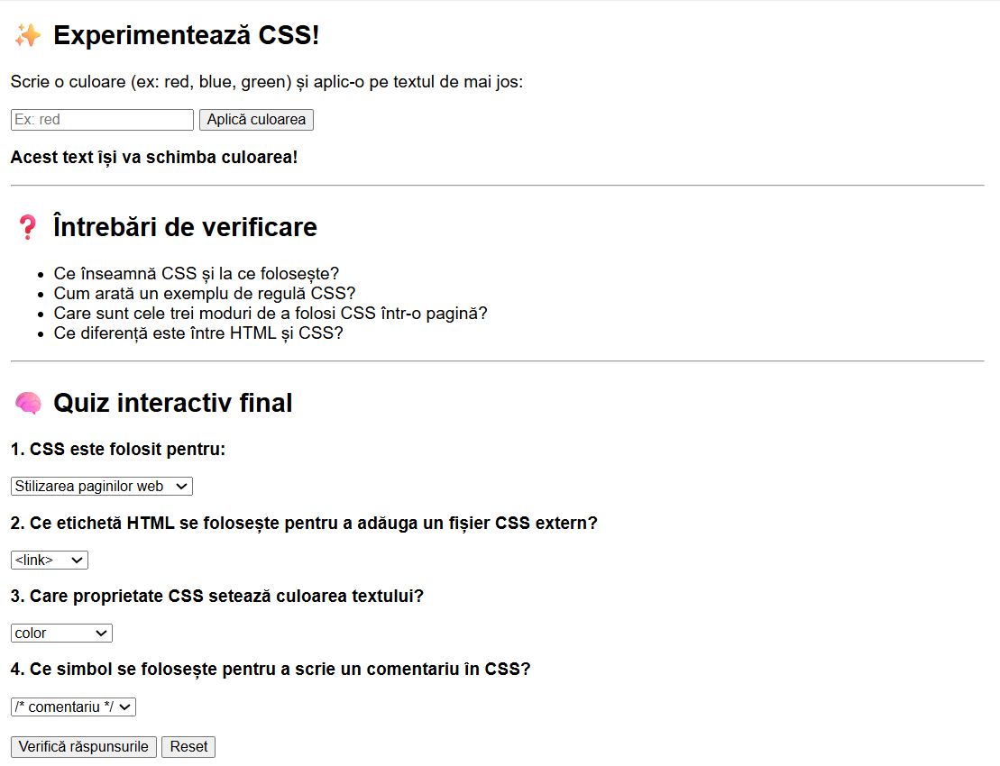 ✨ Experimentează CSS!
Scrie o culoare (ex: red, blue, green) și aplic-o pe textul de mai jos:
Ex: red Aplică culoarea
Acest text își va schimba culoarea!
❓ Întrebări de verificare
• Ce înseamnă CSS și la ce folosește?
• Cum arată un exemplu de regulă CSS?
• Care sunt cele trei moduri de a folosi CSS într-o pagină?
• Ce diferență este între HTML și CSS?
🧠 Quiz interactiv final
1. CSS este folosit pentru:
Stilizarea paginilor web
2. Ce etichetă HTML se folosește pentru a adăuga un fișier CSS extern?
<link>
3. Care proprietate CSS setează culoarea textului?
color
4. Ce simbol se folosește pentru a scrie un comentariu în CSS?
/* comentariu */
Verifică răspunsurile Reset